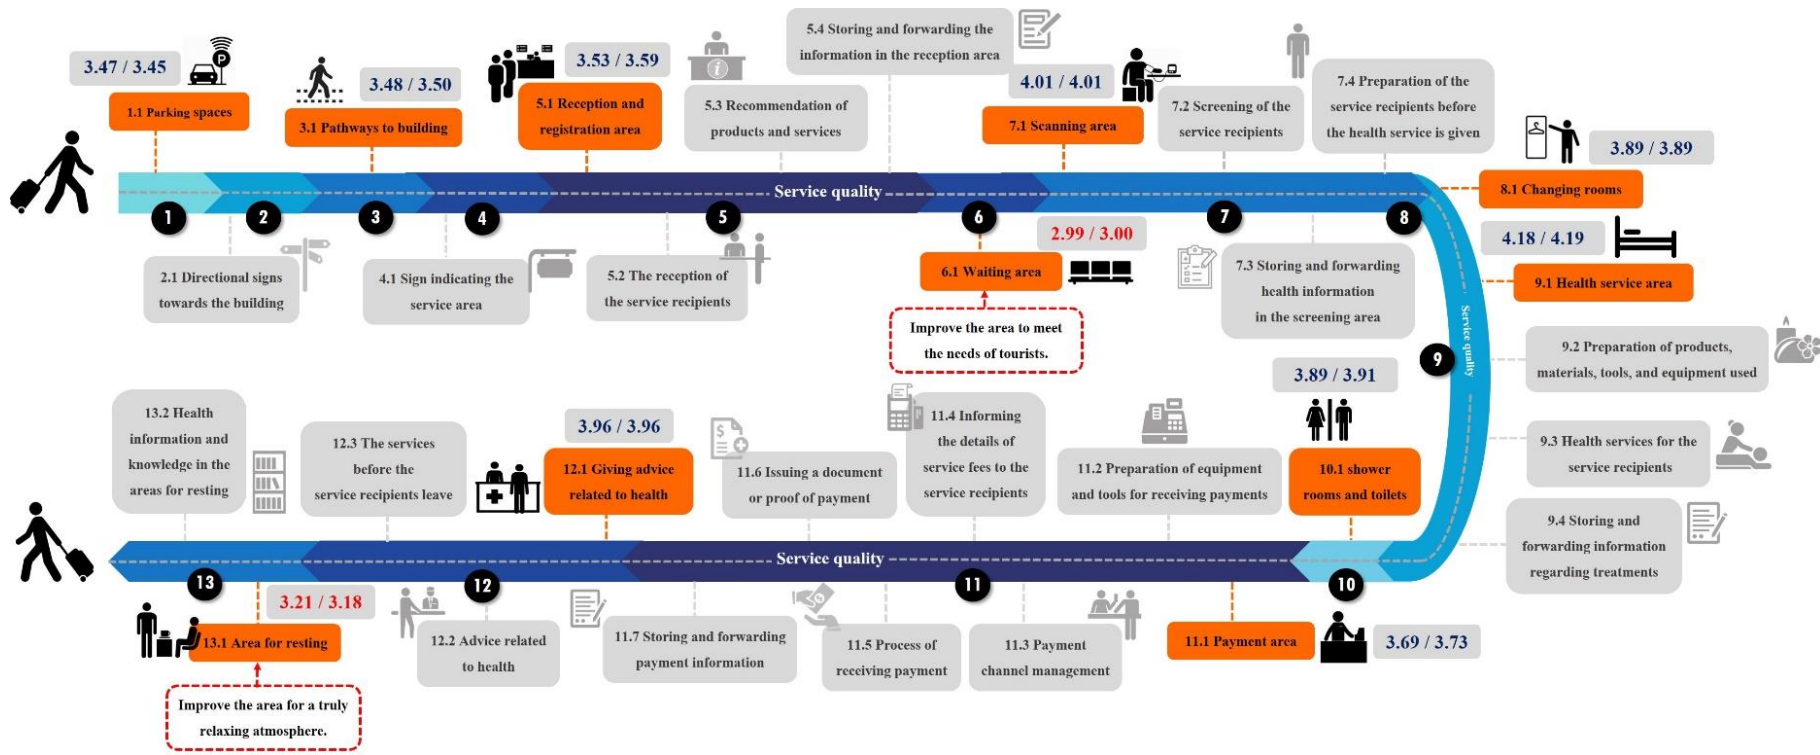 3.47 / 3.45
P
1.1 Parking spaces
3.48 / 3.50
3.1 Pathways to building
3.53 / 3.59
5.1 Reception and
registration area
i
5.3 Recommendation of
products and services
5.4 Storing and forwarding the
information in the reception area
4.01 / 4.01
7.1 Scanning area
7.2 Screening of the
service recipients
7.4 Preparation of the
service recipients before
the health service is given
3.89 / 3.89
8.1 Changing rooms
Service quality
1
2
3
4
5
6
7
8
2.1 Directional signs
towards the building
4.1 Sign indicating the
service area
5.2 The reception of
the service recipients
6.1 Waiting area
2.99 / 3.00
Improve the area to meet
the needs of tourists.
7.3 Storing and forwarding
health information
in the screening area
4.18 / 4.19
9.1 Health service area
Service quality
9
9.2 Preparation of products,
materials, tools, and equipment used
9.3 Health services for the
service recipients
9.4 Storing and
forwarding information
regarding treatments
3.89 / 3.91
10.1 shower
rooms and toilets
11.2 Preparation of equipment
and tools for receiving payments
11.4 Informing
the details of
service fees to the
service recipients
$
11.6 Issuing a document
or proof of payment
3.96 / 3.96
12.1 Giving advice
related to health
12.3 The services
before the
service recipients leave
13.2 Health
information and
knowledge in the
areas for resting
Service quality
13
12
11
10
3.21 / 3.18
13.1 Area for resting
Improve the area for a truly
relaxing atmosphere.
12.2 Advice related
to health
11.7 Storing and forwarding
payment information
11.5 Process of
receiving payment
11.3 Payment
channel management
11.1 Payment area
3.69 / 3.73